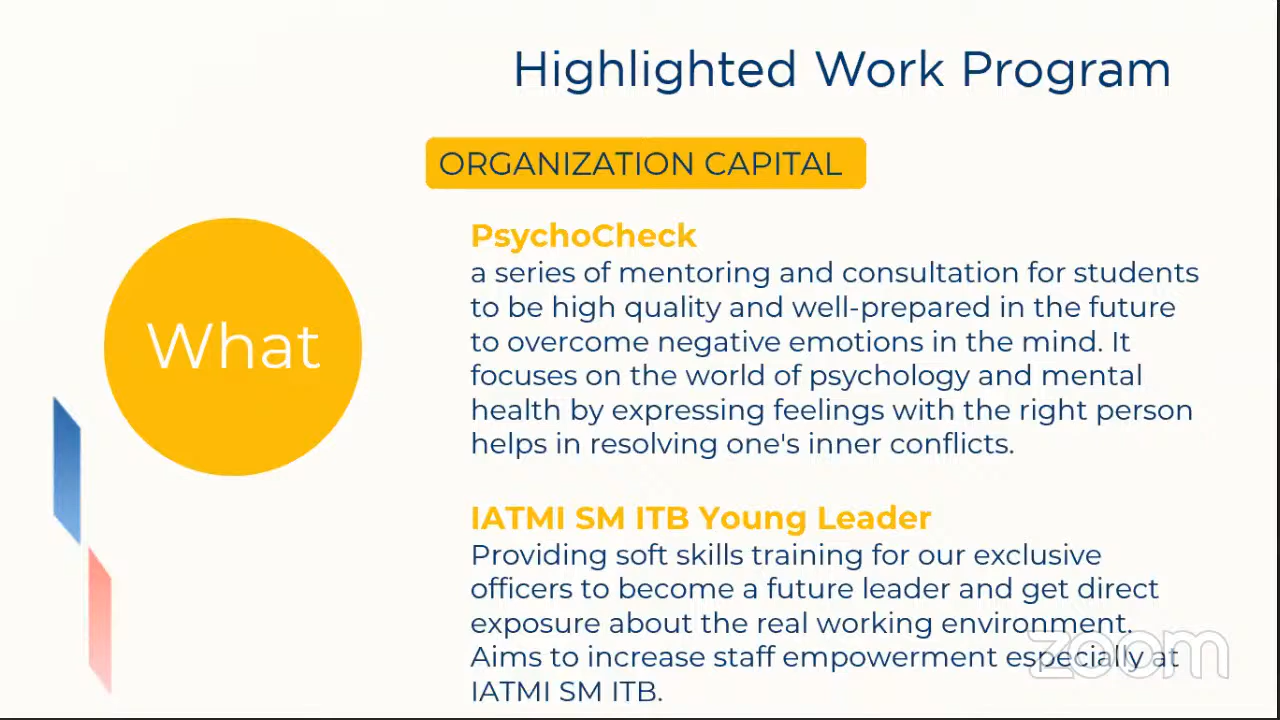 Highlighted Work Program
ORGANIZATION CAPITAL
What
PsychoCheck
a series of mentoring and consultation for students
to be high quality and well-prepared in the future
to overcome negative emotions in the mind. It
focuses on the world of psychology and mental
health by expressing feelings with the right person
helps in resolving one's inner conflicts.
IATMI SM ITB Young Leader
Providing soft skills training for our exclusive
officers to become a future leader and get direct
exposure about the real working environment.
Aims to increase staff empowerment especially at
IATMI SM ITB.
zoom